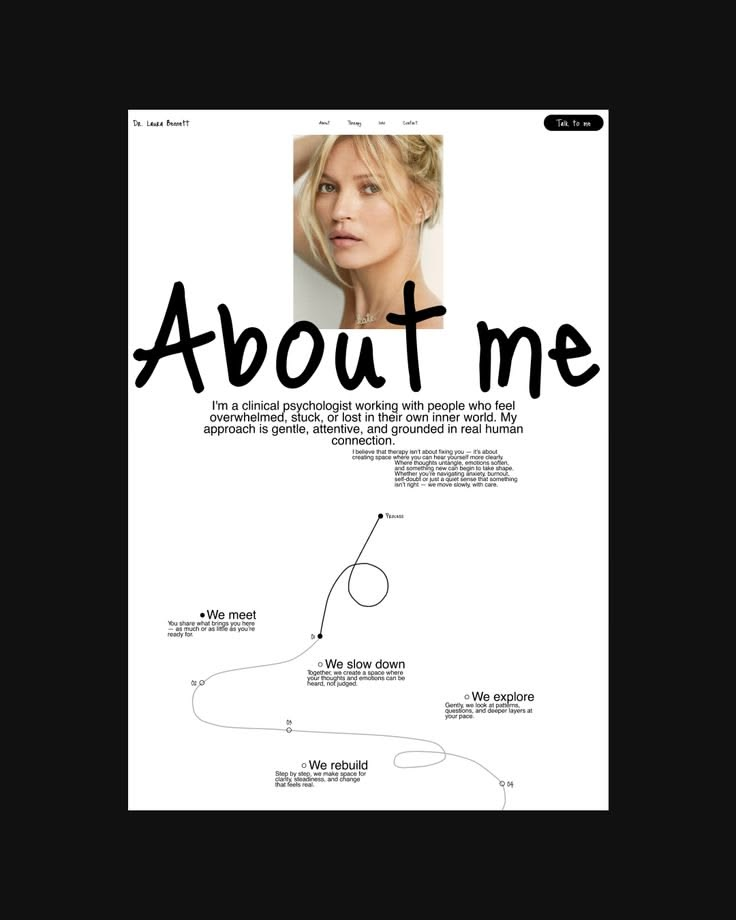 Dr. Laura Bennett
About
Therapy
Contact
Talk to me
About me
I'm a clinical psychologist working with people who feel
overwhelmed, stuck, or lost in their own inner world. My
approach is gentle, attentive, and grounded in real human
connection.
I believe that therapy isn't about fixing you — it's about
creating space where you can hear yourself more clearly.
Where thoughts untangle, emotions soften,
and something new can begin to take shape.
Whether you're navigating anxiety, burnout,
self-doubt or just a quiet sense that something
isn't right — we move slowly, with care.
Process
We meet
You share what brings you here
— as much or as little as you're
ready for.
01
We slow down
Together, we create a space where
your thoughts and emotions can be
heard, not judged.
02
We explore
Gently, we look at patterns,
questions, and deeper layers at
your pace.
03
We rebuild
Step by step, we make space for
clarity, steadiness, and change
that feels real.
04